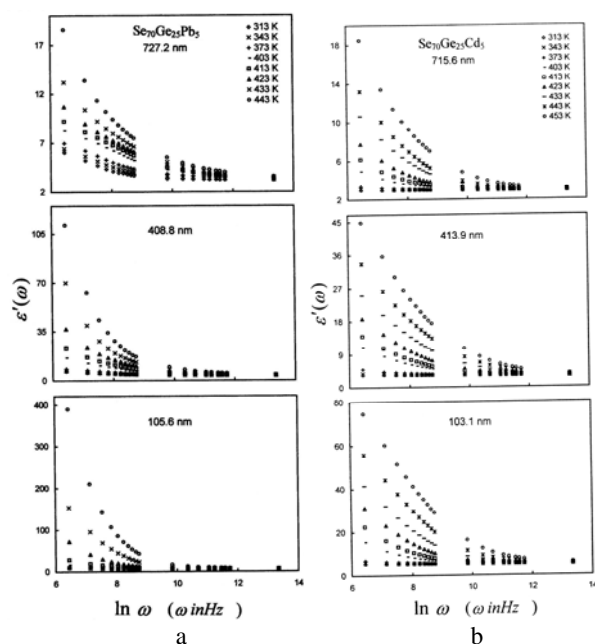 Se₇₀Ge₂₅Pb₅
727.2 nm
313 K
343 K
373 K
403 K
413 K
423 K
433 K
443 K
17
12
7
2
408.8 nm
105
70
35
0
ε′(ω)
105.6 nm
400
300
200
100
0
6 8 10 12 14
ln ω (ω inHz )
a
Se₇₀Ge₂₅Cd₅
715.6 nm
313 K
343 K
373 K
403 K
413 K
423 K
433 K
443 K
453 K
18
14
10
6
2
413.9 nm
45
36
27
18
9
0
ε′(ω)
103.1 nm
80
60
40
20
0
6 8 10 12 14
ln ω (ω inHz )
b